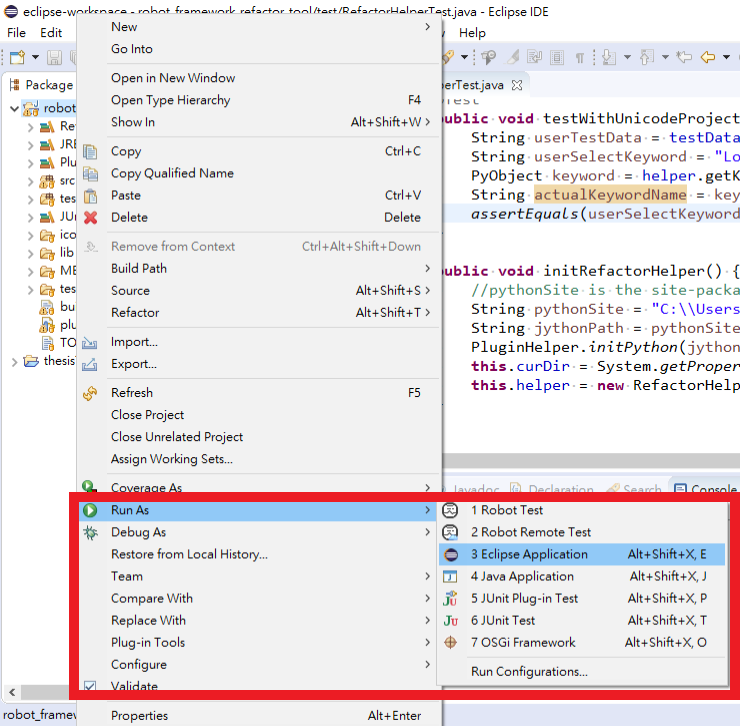 eclipse-workspace - robot_framework_refactor_tool/test/RefactorHelperTest.java - Eclipse IDE
File Edit Help
Package
robot
Re
JRE
Plu
src
tes
JU
ico
lib
ME
tes
bu
plu
TO
thesis
New
Go Into
Open in New Window
Open Type Hierarchy F4
Show In Alt+Shift+W
Copy Ctrl+C
Copy Qualified Name
Paste Ctrl+V
Delete Delete
Remove from Context Ctrl+Alt+Shift+Down
Build Path
Source Alt+Shift+S
Refactor Alt+Shift+T
Import...
Export...
Refresh F5
Close Project
Close Unrelated Project
Assign Working Sets...
Coverage As
Run As
Debug As
Restore from Local History...
Team
Compare With
Replace With
Plug-in Tools
Configure
Validate
Properties Alt+Enter
1 Robot Test
2 Robot Remote Test
3 Eclipse Application Alt+Shift+X, E
4 Java Application Alt+Shift+X, J
5 JUnit Plug-in Test Alt+Shift+X, P
6 JUnit Test Alt+Shift+X, T
7 OSGi Framework Alt+Shift+X, O
Run Configurations...
erTest.java
Test
public void testWithUnicodeProject
String userTestData = testData
String userSelectKeyword = "Lo
PyObject keyword = helper.getK
String actualKeywordName = key
assertEquals(userSelectKeyword
public void initRefactorHelper() {
//pythonSite is the site-packa
String pythonSite = "C:\\Users
String jythonPath = pythonSite
PluginHelper.initPython(jython
this.curDir = System.getProper
this.helper = new RefactorHelp
Javadoc Declaration Search Console
robot_framew